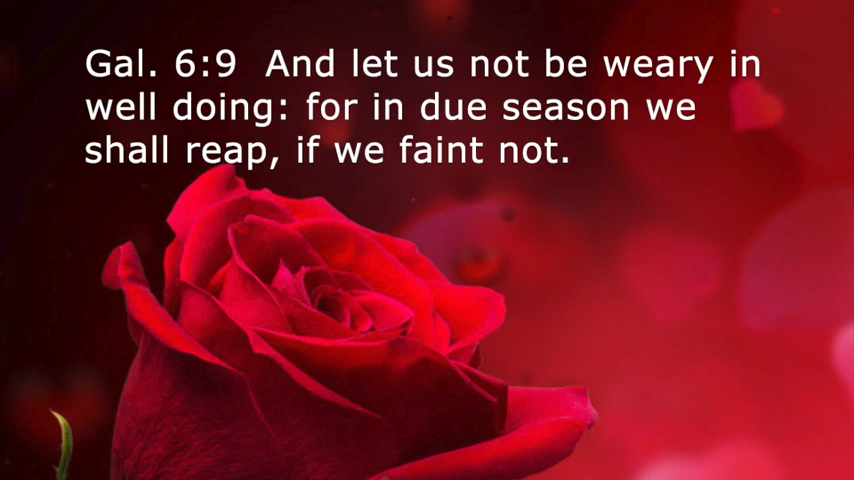 Gal. 6:9  And let us not be weary in
well doing: for in due season we
shall reap, if we faint not.